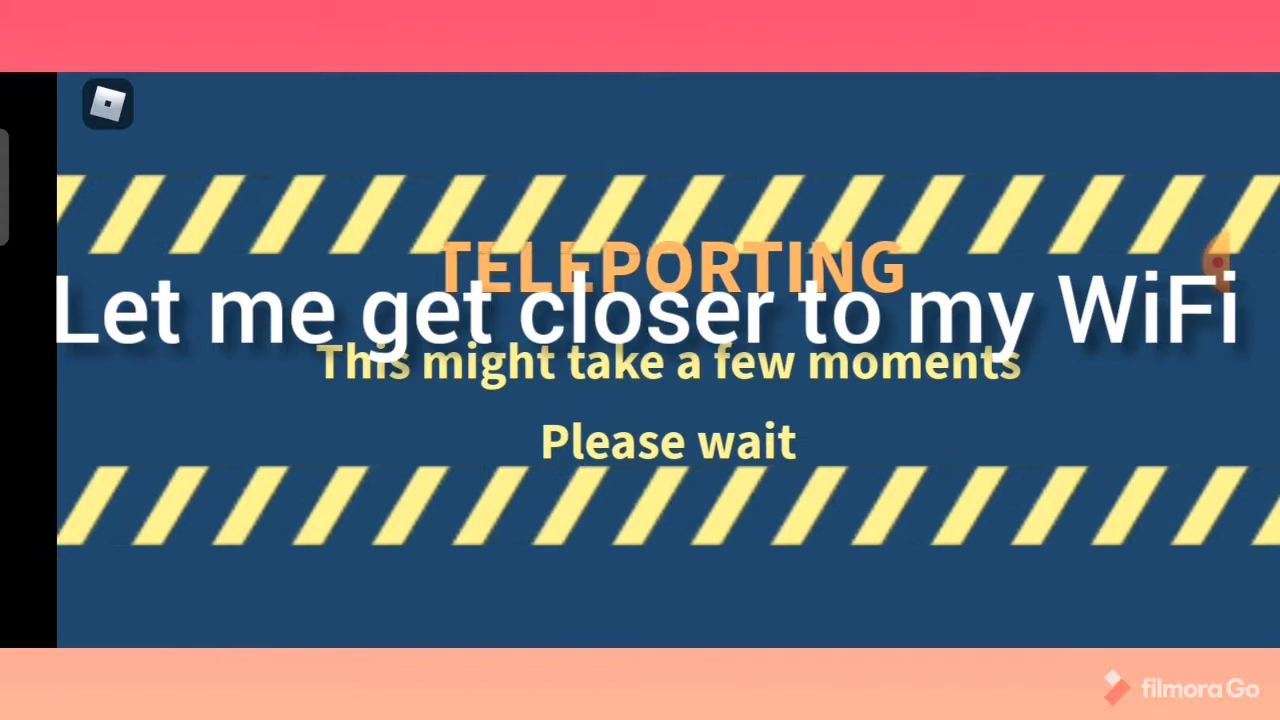 TELEPORTING
Let me get closer to my WiFi
This might take a few moments
Please wait
filmora Go